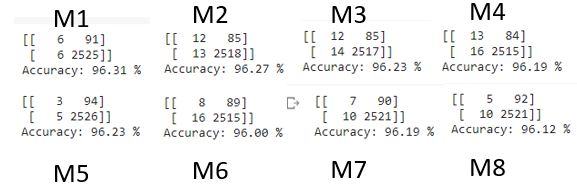 M1 M2 M3 M4
[[ 6 91] [[ 12 85] [[ 12 85] [[ 13 84]
[ 6 2525]] [ 13 2518]] [ 14 2517]] [ 16 2515]]
Accuracy: 96.31 % Accuracy: 96.27 % Accuracy: 96.23 % Accuracy: 96.19 %
[[ 3 94] [[ 8 89] [[ 7 90] [[ 5 92]
[ 5 2526]] [ 16 2515]] [ 10 2521]] [ 10 2521]]
Accuracy: 96.23 % Accuracy: 96.00 % Accuracy: 96.19 % Accuracy: 96.12 %
M5 M6 M7 M8